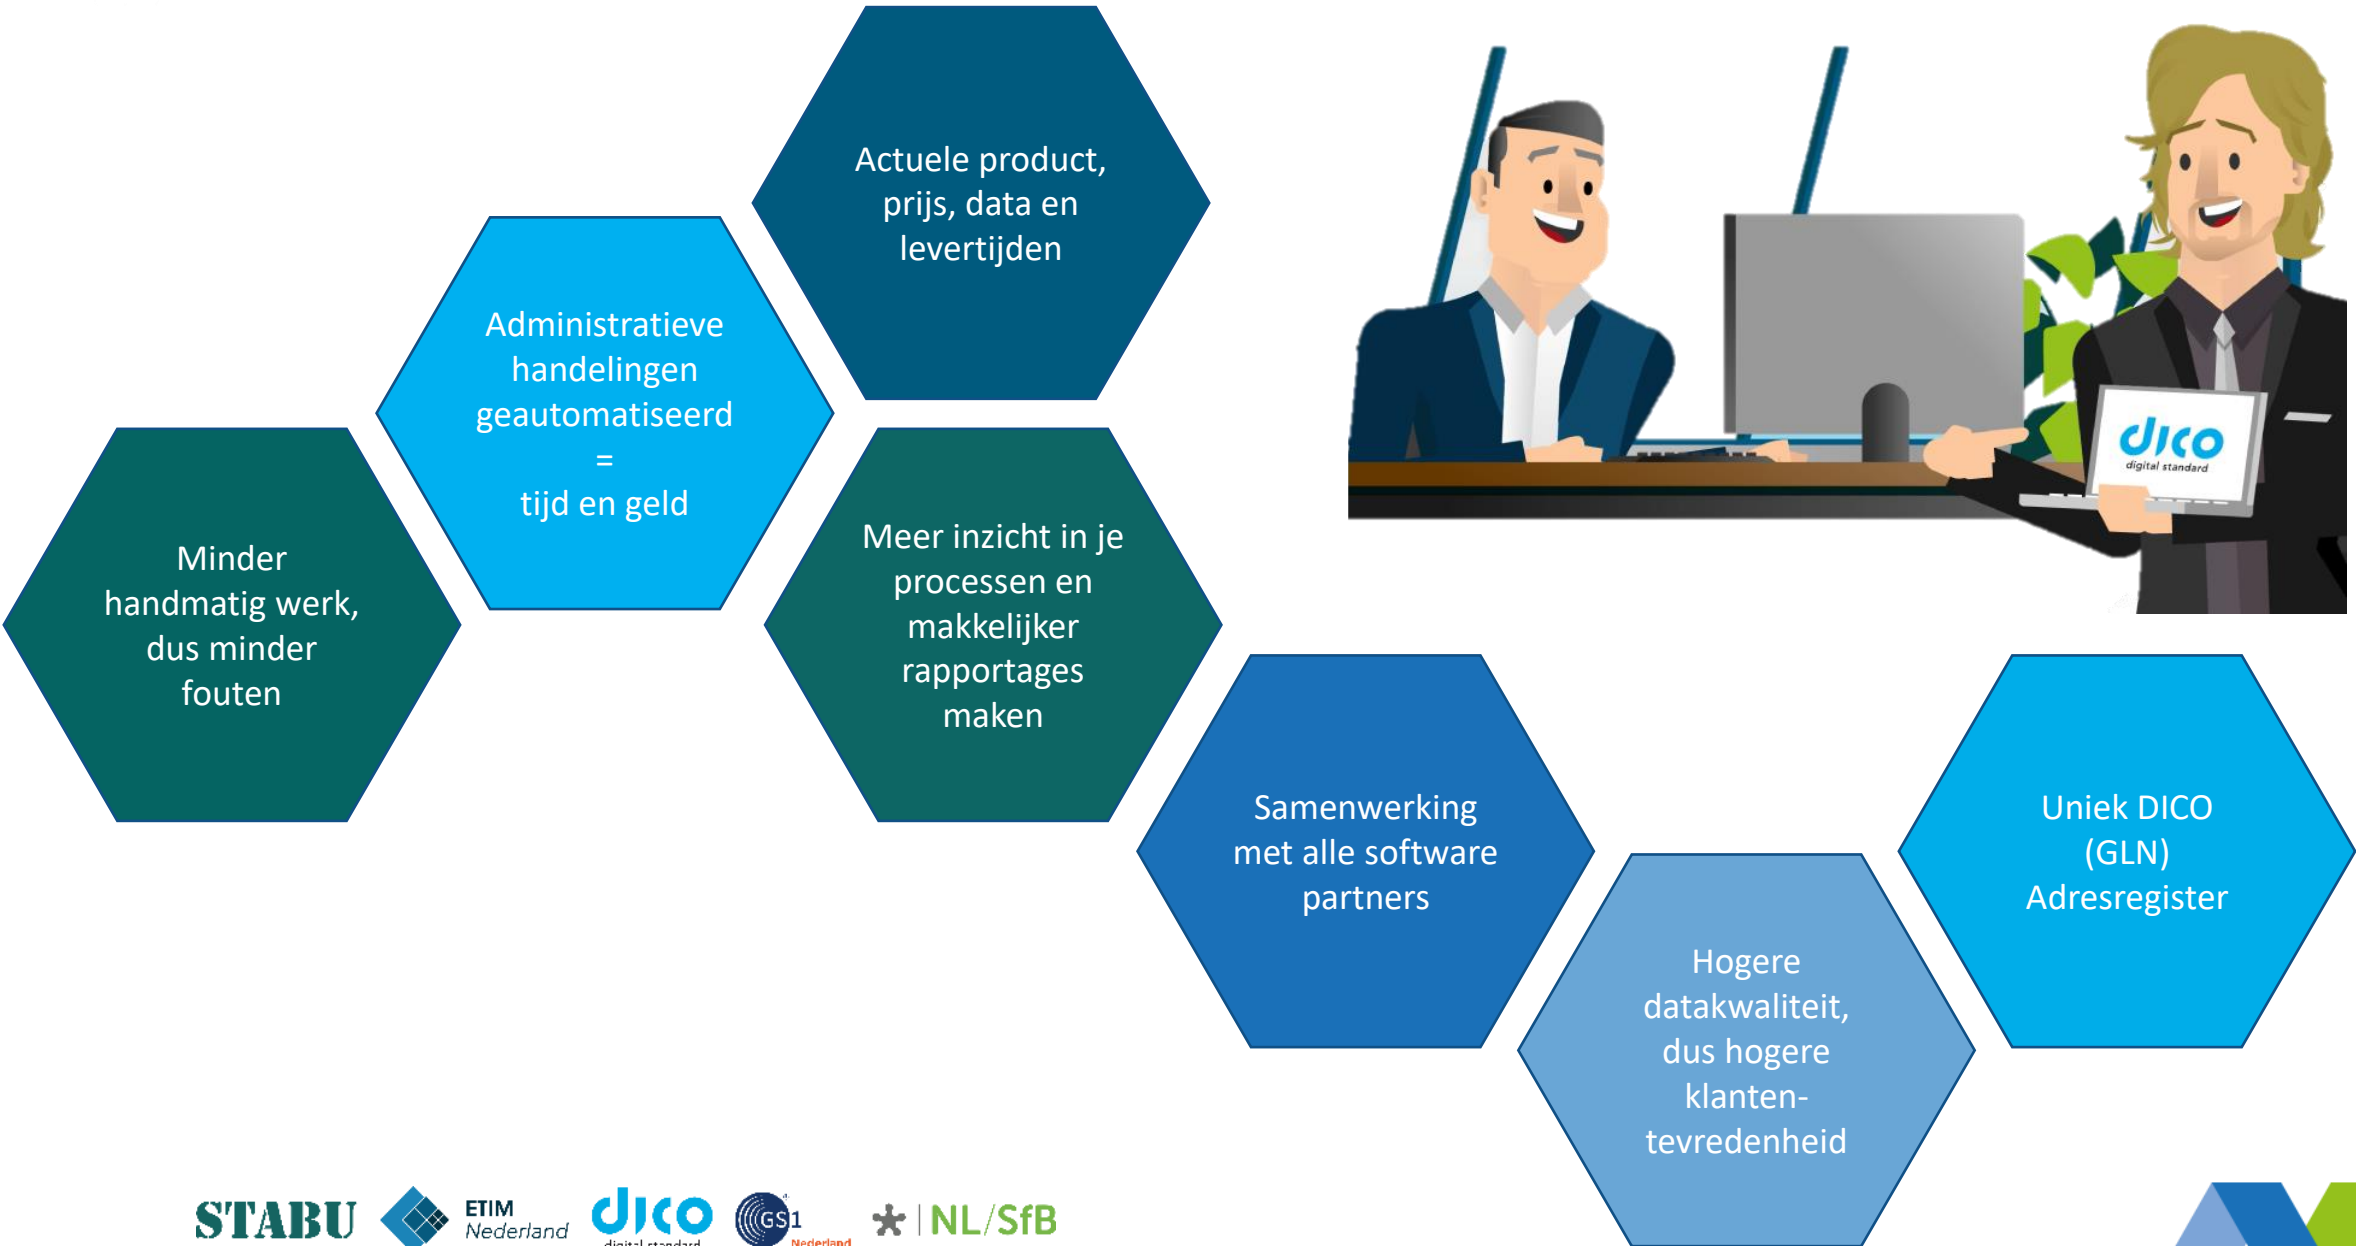 Actuele product,
prijs, data en
levertijden
Administratieve
handelingen
geautomatiseerd
=
tijd en geld
Minder
handmatig werk,
dus minder
fouten
Meer inzicht in je
processen en
makkelijker
rapportages
maken
Samenwerking
met alle software
partners
Hogere
datakwaliteit,
dus hogere
klanten-
tevredenheid
Uniek DICO
(GLN)
Adresregister
dico
digital standard
STABU
ETIM
Nederland
dico
digital standard
GS1
Nederland
NL/SfB